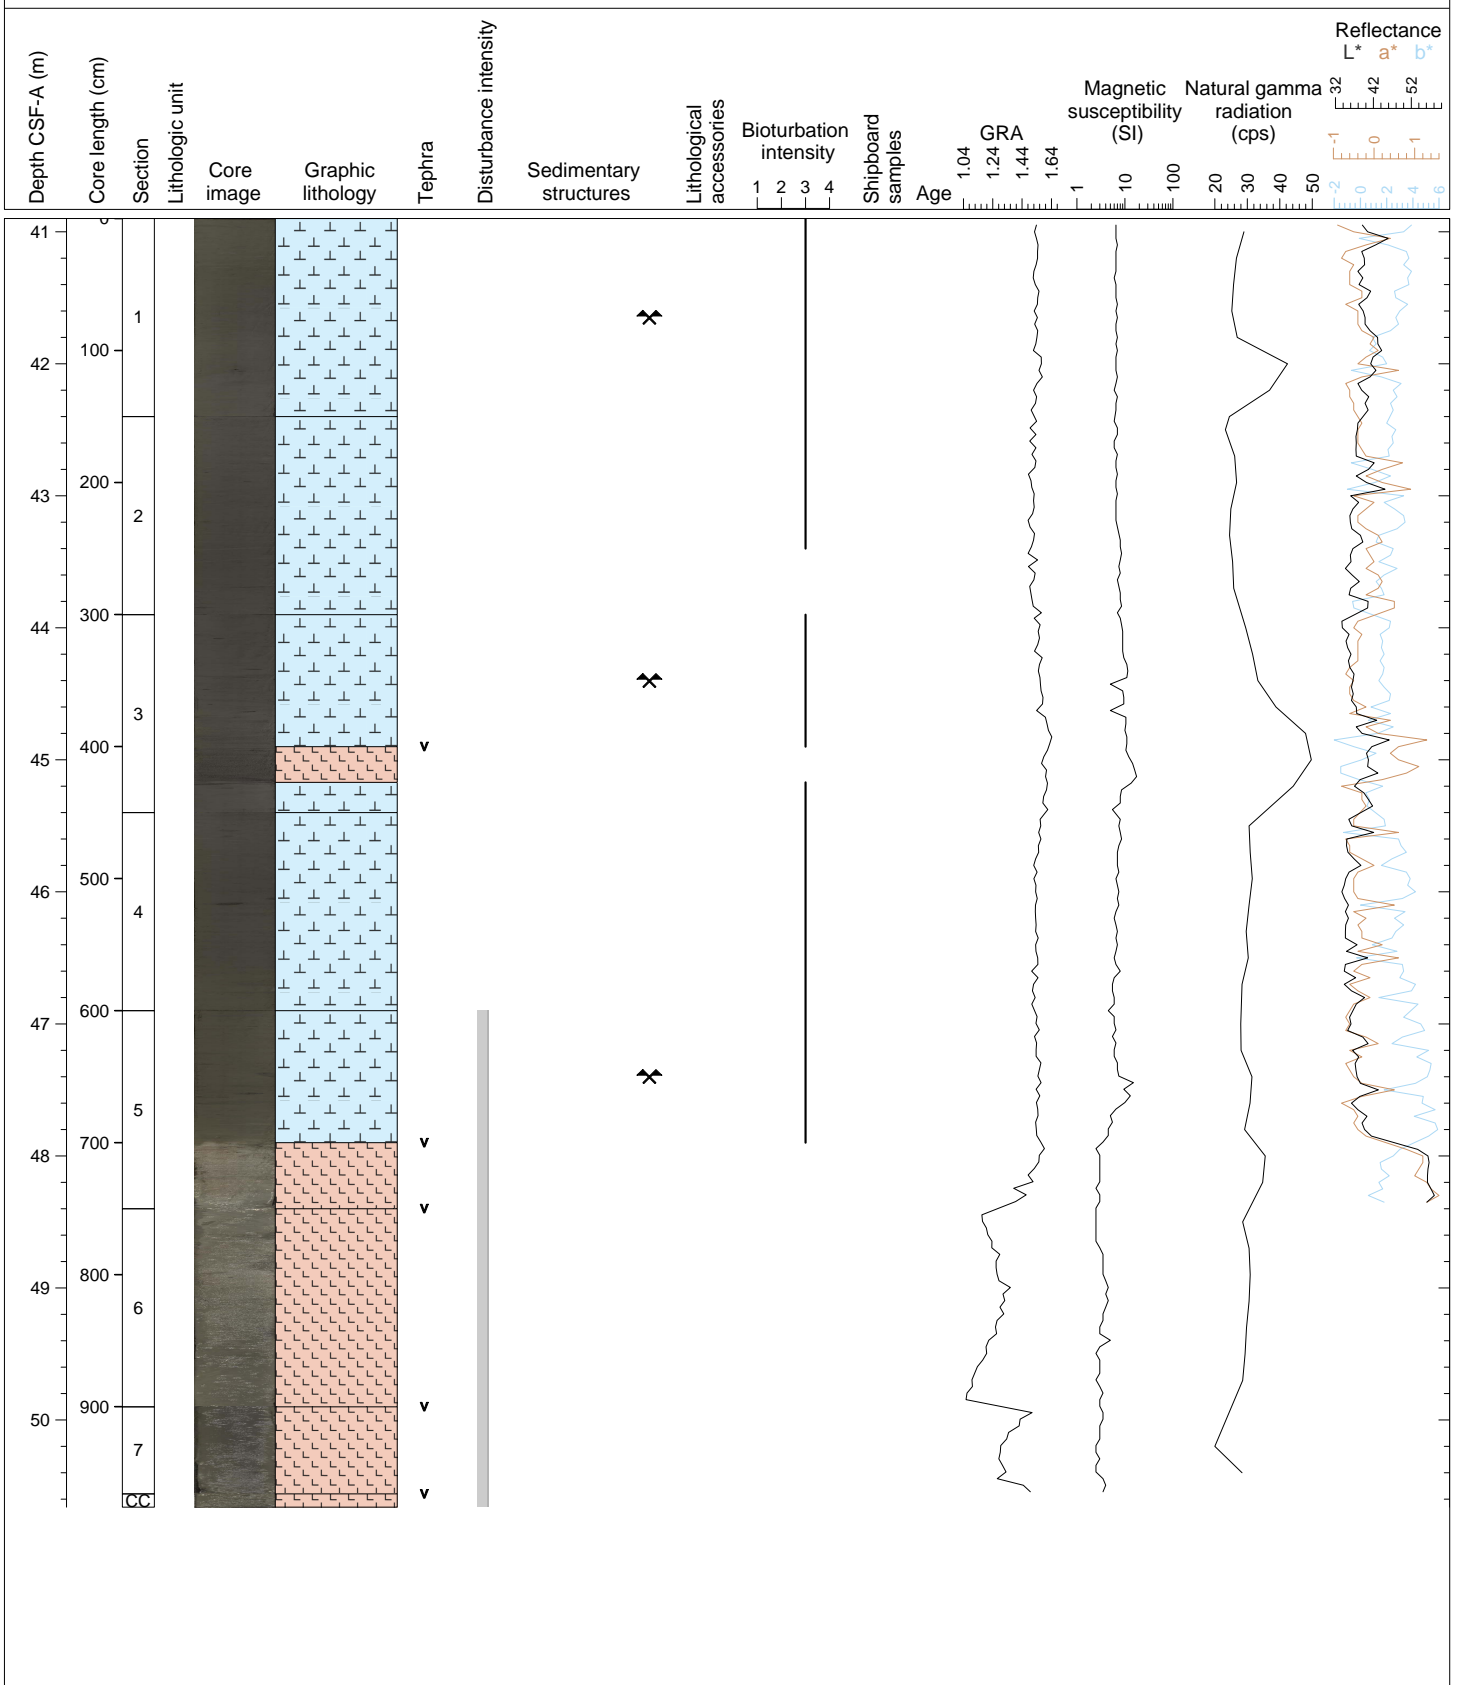 Depth CSF-A (m)
Core length (cm)
Section
Lithologic unit
Core
image
Graphic
lithology
Tephra
Disturbance intensity
Sedimentary
structures
Lithological
accessories
Bioturbation
intensity
1 2 3 4
Shipboard
samples
Age
GRA
1.04 1.24 1.44 1.64
Magnetic
susceptibility
(SI)
1 10 100
Natural gamma
radiation
(cps)
20 30 40 50
Reflectance
L* a* b*
32 42 52
-1 0 1
-2 0 2 4 6
41
42
43
44
45
46
47
48
49
50
0
100
200
300
400
500
600
700
800
900
1
2
3
4
5
6
7
CC
v
v
v
v
v